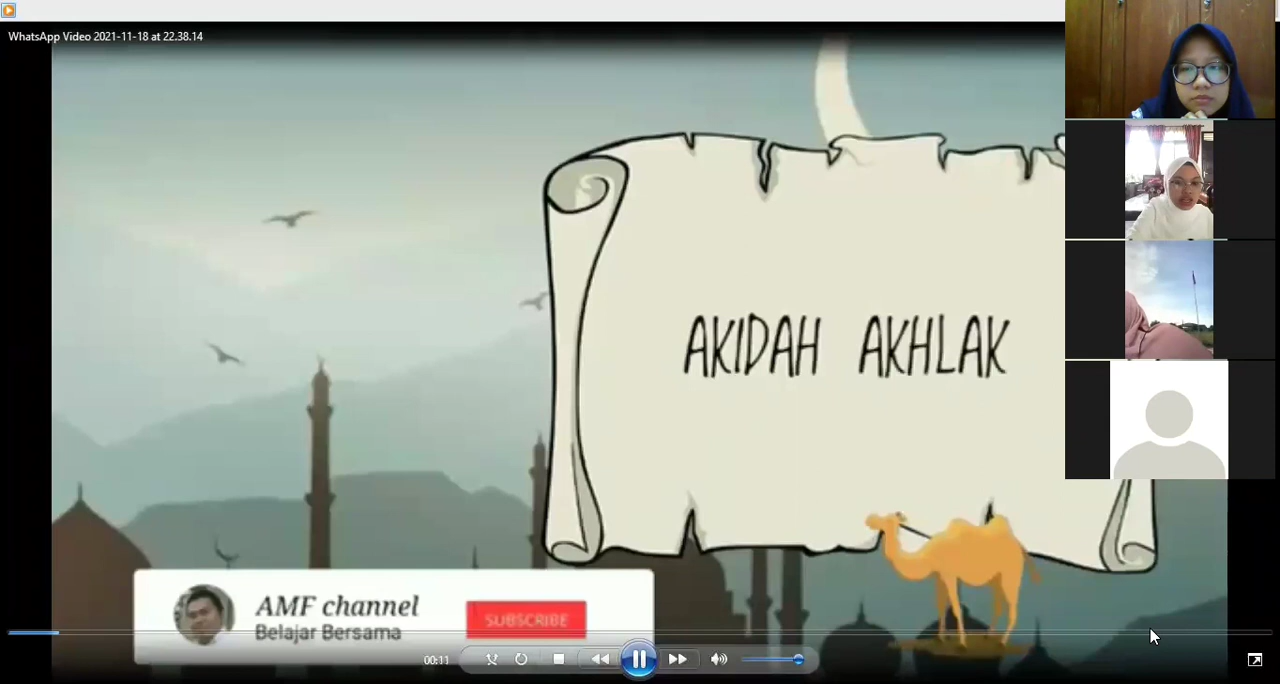 WhatsApp Video 2021-11-18 at 22.38.14
AKIDAH AKHLAK
AMF channel
Belajar Bersama
SUBSCRIBE
00:11